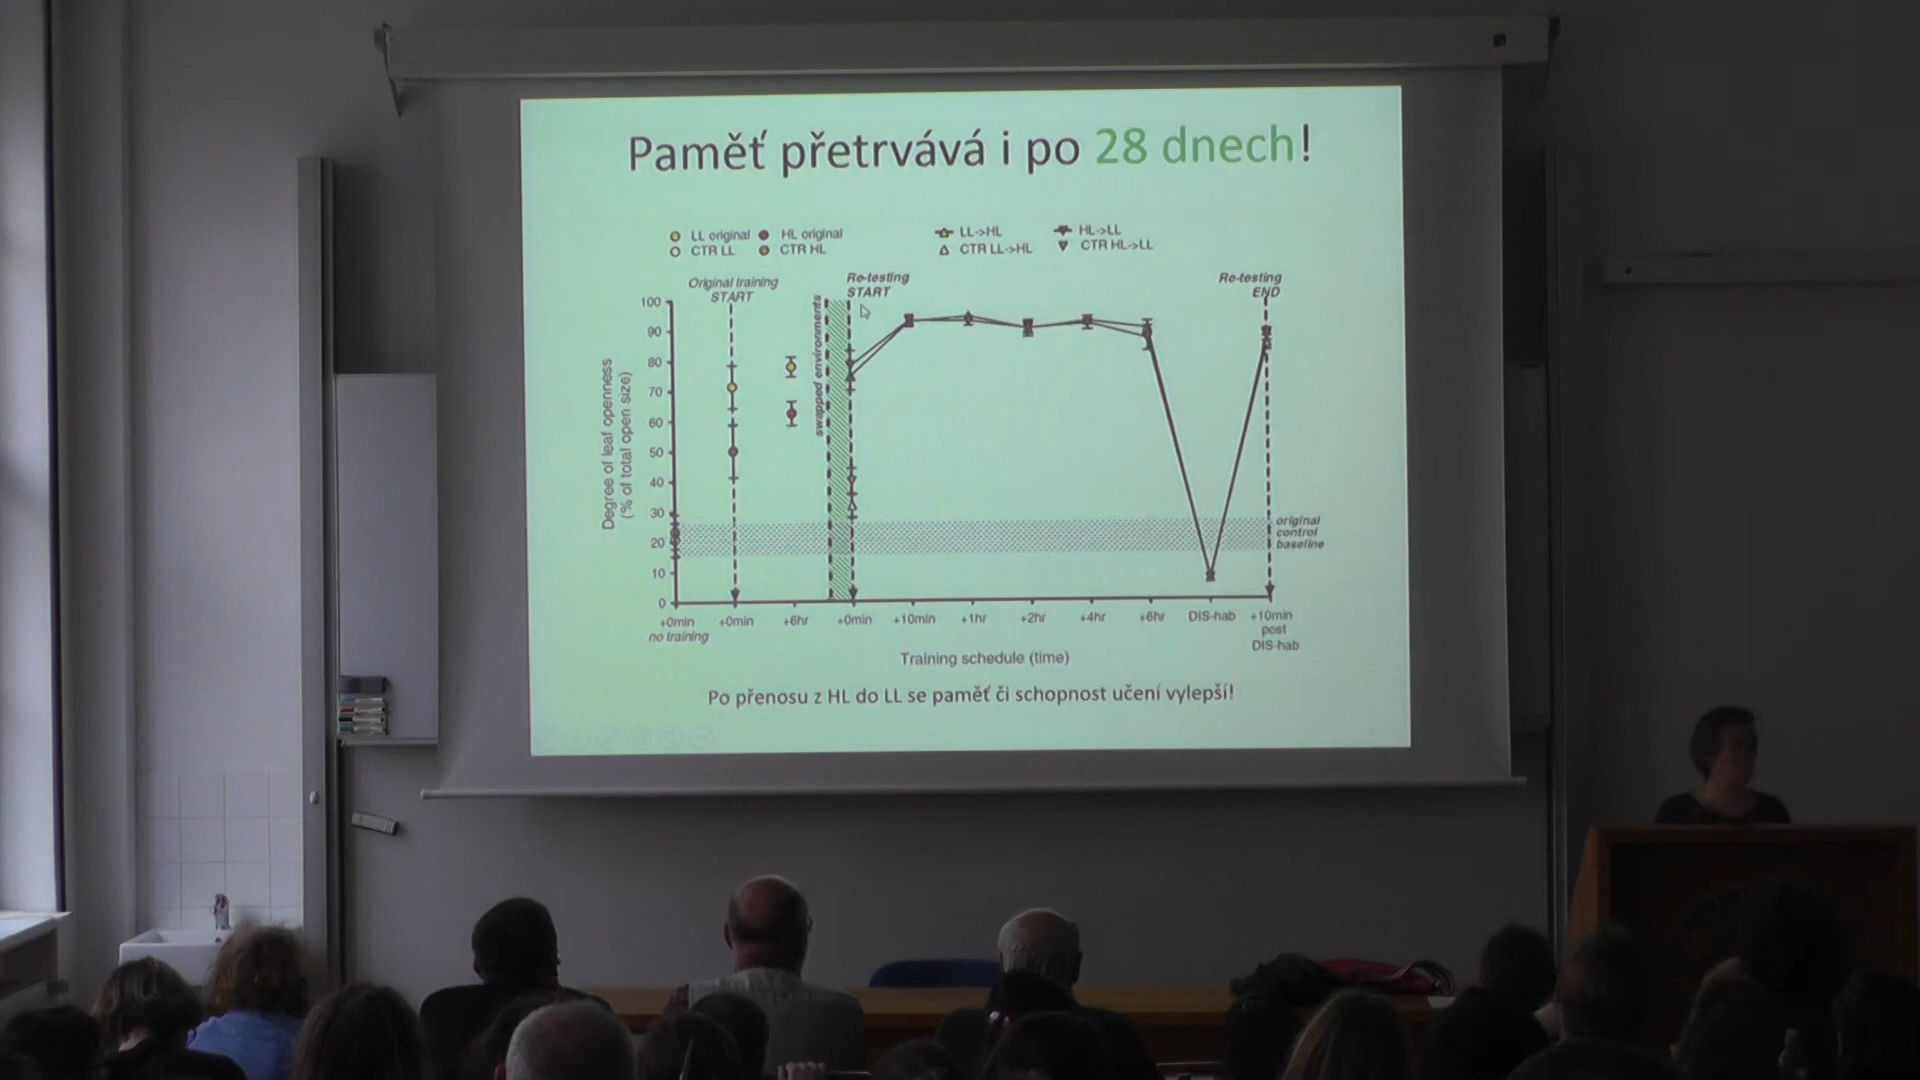 Paměť přetrvává i po 28 dnech!
LL original HL original LL->HL HL->LL
CTR LL CTR HL CTR LL->HL CTR HL->LL
Original training
START
Re-testing
START
Re-testing
END
swapped environments
Degree of leaf openness
(% of total open size)
100
90
80
70
60
50
40
30
20
10
0
original
control
baseline
+0min
no training
+0min
+6hr
+0min
+10min
+1hr
+2hr
+4hr
+6hr
DIS-hab
+10min
post
DIS-hab
Training schedule (time)
Po přenosu z HL do LL se paměť či schopnost učení vylepší!